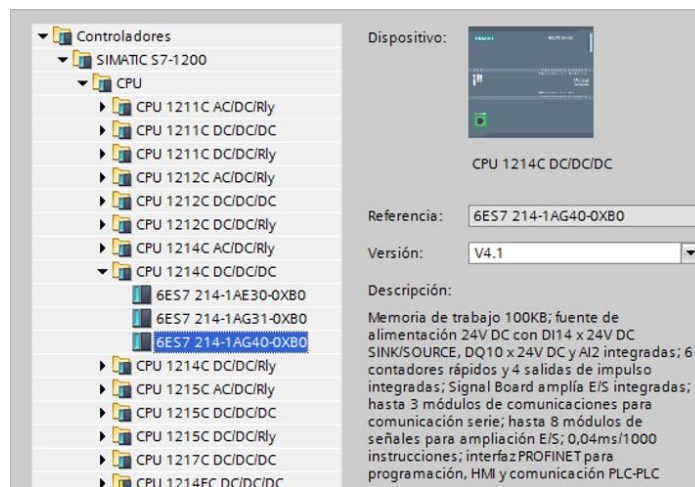 Controladores
SIMATIC S7-1200
CPU
CPU 1211C AC/DC/Rly
CPU 1211C DC/DC/DC
CPU 1211C DC/DC/Rly
CPU 1212C AC/DC/Rly
CPU 1212C DC/DC/DC
CPU 1212C DC/DC/Rly
CPU 1214C AC/DC/Rly
CPU 1214C DC/DC/DC
6ES7 214-1AE30-0XB0
6ES7 214-1AG31-0XB0
6ES7 214-1AG40-0XB0
CPU 1214C DC/DC/Rly
CPU 1215C AC/DC/Rly
CPU 1215C DC/DC/DC
CPU 1215C DC/DC/Rly
CPU 1217C DC/DC/DC
CPU 1214FC DC/DC/DC
Dispositivo:
SIEMENS
CPU 1214C DC/DC/DC
Referencia: 6ES7 214-1AG40-0XB0
Versión: V4.1
Descripción:
Memoria de trabajo 100KB; fuente de
alimentación 24V DC con DI14 x 24V DC
SINK/SOURCE, DQ10 x 24V DC y AI2 integradas; 6
contadores rápidos y 4 salidas de impulso
integradas; Signal Board amplía E/S integradas;
hasta 3 módulos de comunicaciones para
comunicación serie; hasta 8 módulos de
señales para ampliación E/S; 0,04ms/1000
instrucciones; interfaz PROFINET para
programación, HMI y comunicación PLC-PLC